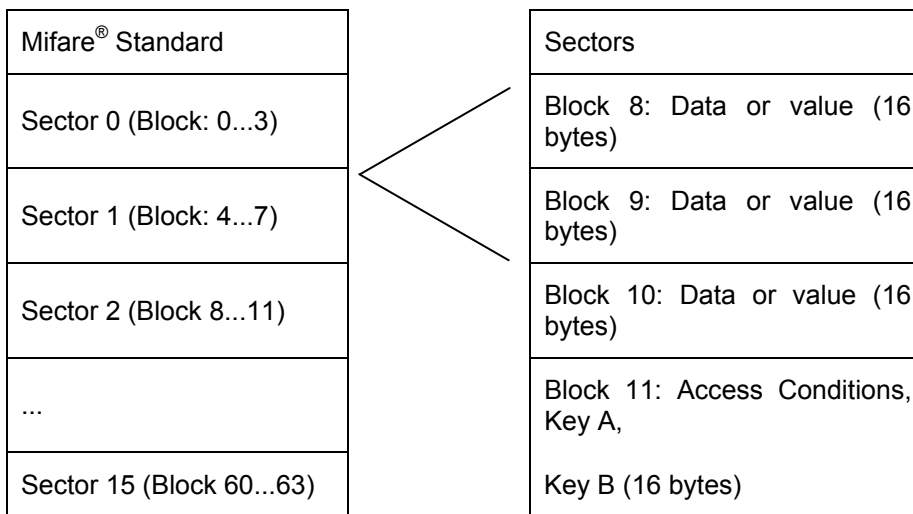 Mifare® Standard
Sector 0 (Block: 0...3)
Sector 1 (Block: 4...7)
Sector 2 (Block 8...11)
...
Sector 15 (Block 60...63)
Sectors
Block 8: Data or value (16
bytes)
Block 9: Data or value (16
bytes)
Block 10: Data or value (16
bytes)
Block 11: Access Conditions,
Key A,
Key B (16 bytes)